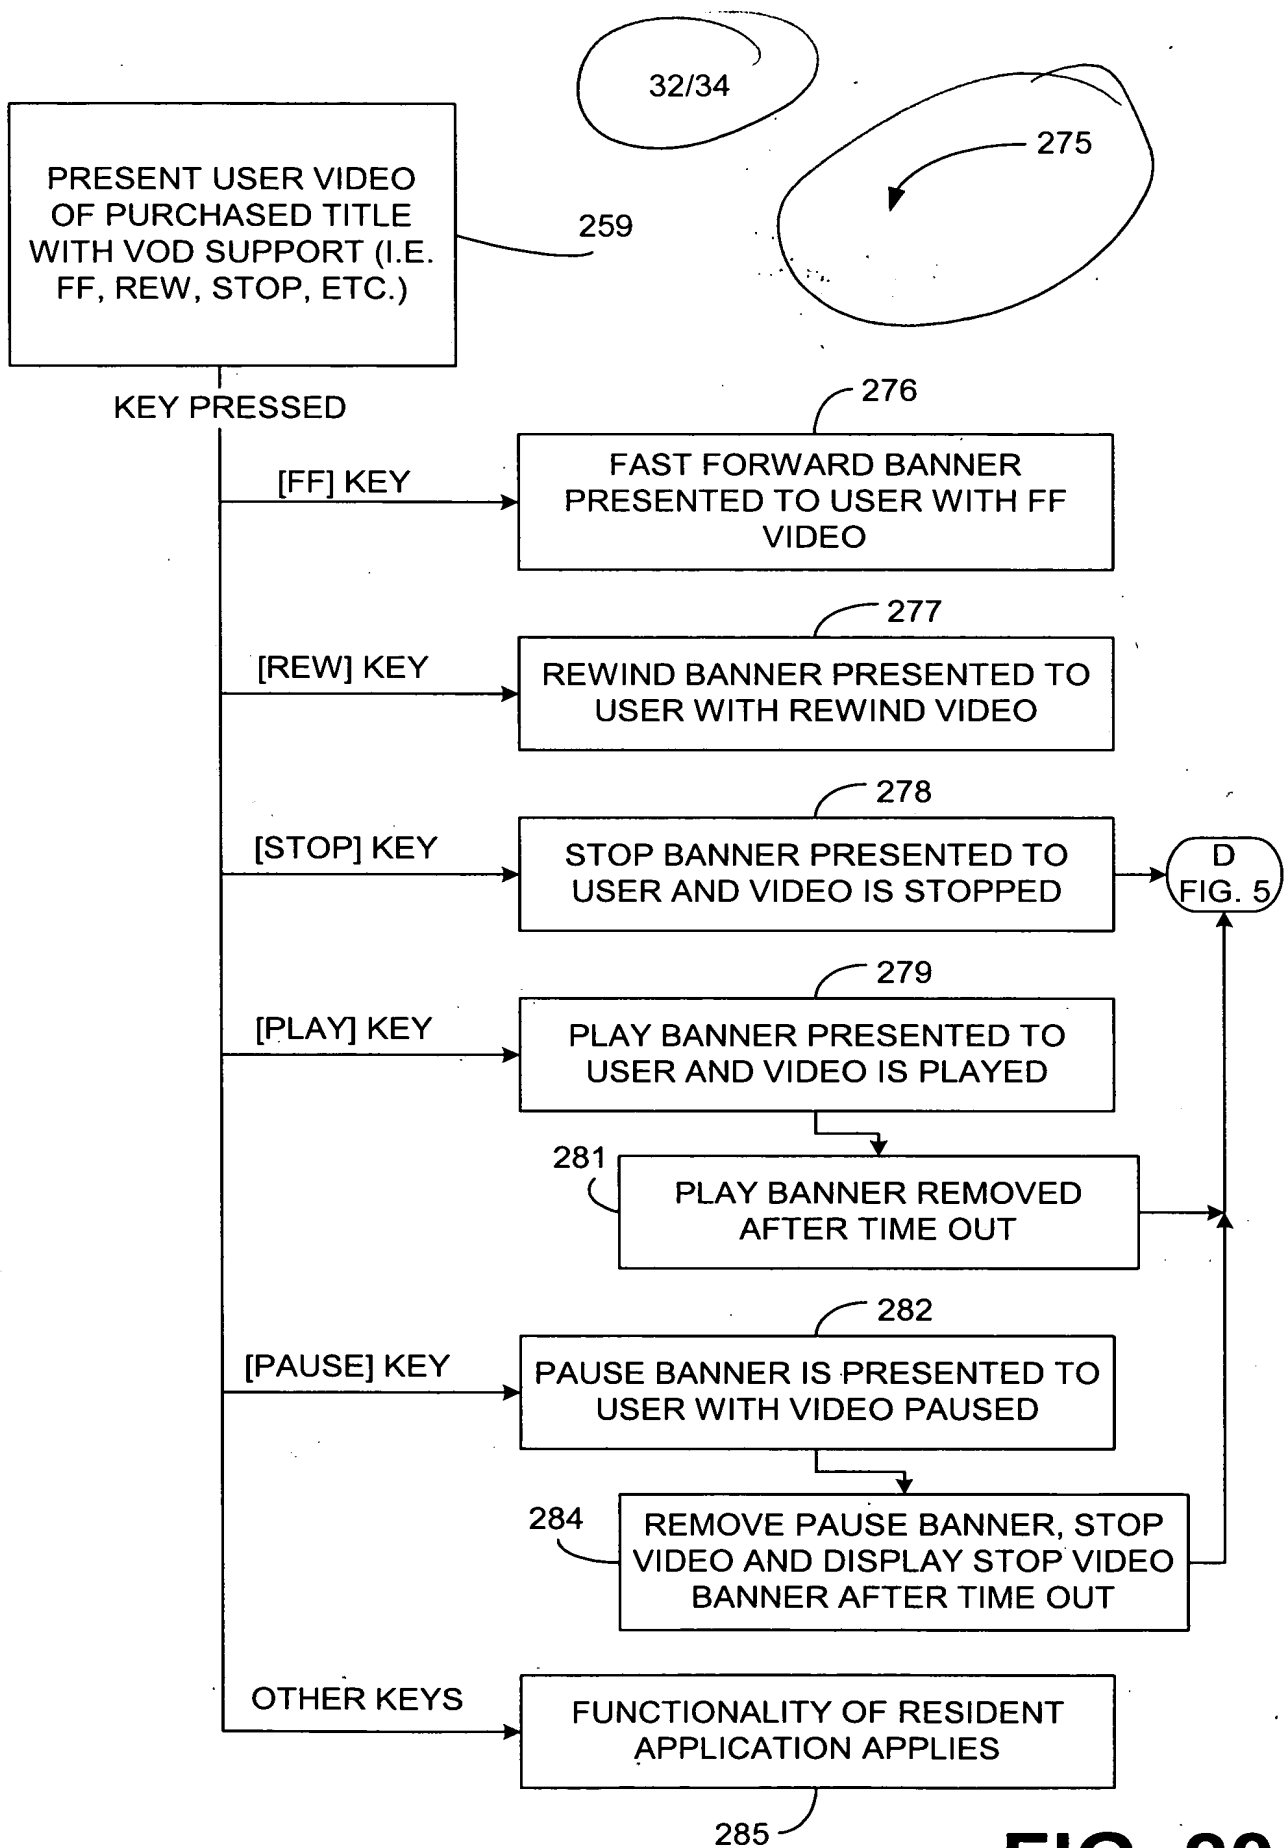 32/34
275
PRESENT USER VIDEO
OF PURCHASED TITLE
WITH VOD SUPPORT (I.E.
FF, REW, STOP, ETC.)
259
KEY PRESSED
276
[FF] KEY
FAST FORWARD BANNER
PRESENTED TO USER WITH FF
VIDEO
277
[REW] KEY
REWIND BANNER PRESENTED TO
USER WITH REWIND VIDEO
278
[STOP] KEY
STOP BANNER PRESENTED TO
USER AND VIDEO IS STOPPED
D
FIG. 5
279
[PLAY] KEY
PLAY BANNER PRESENTED TO
USER AND VIDEO IS PLAYED
281
PLAY BANNER REMOVED
AFTER TIME OUT
282
[PAUSE] KEY
PAUSE BANNER IS PRESENTED TO
USER WITH VIDEO PAUSED
284
REMOVE PAUSE BANNER, STOP
VIDEO AND DISPLAY STOP VIDEO
BANNER AFTER TIME OUT
OTHER KEYS
FUNCTIONALITY OF RESIDENT
APPLICATION APPLIES
285